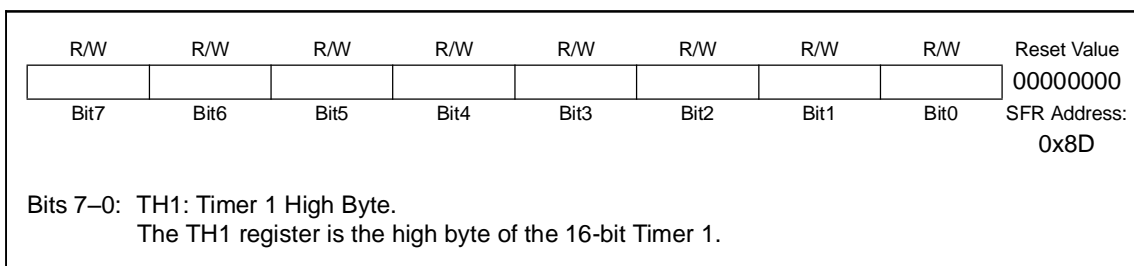 R/W R/W R/W R/W R/W R/W R/W R/W Reset Value
00000000
Bit7 Bit6 Bit5 Bit4 Bit3 Bit2 Bit1 Bit0 SFR Address:
0x8D
Bits 7–0: TH1: Timer 1 High Byte.
The TH1 register is the high byte of the 16-bit Timer 1.